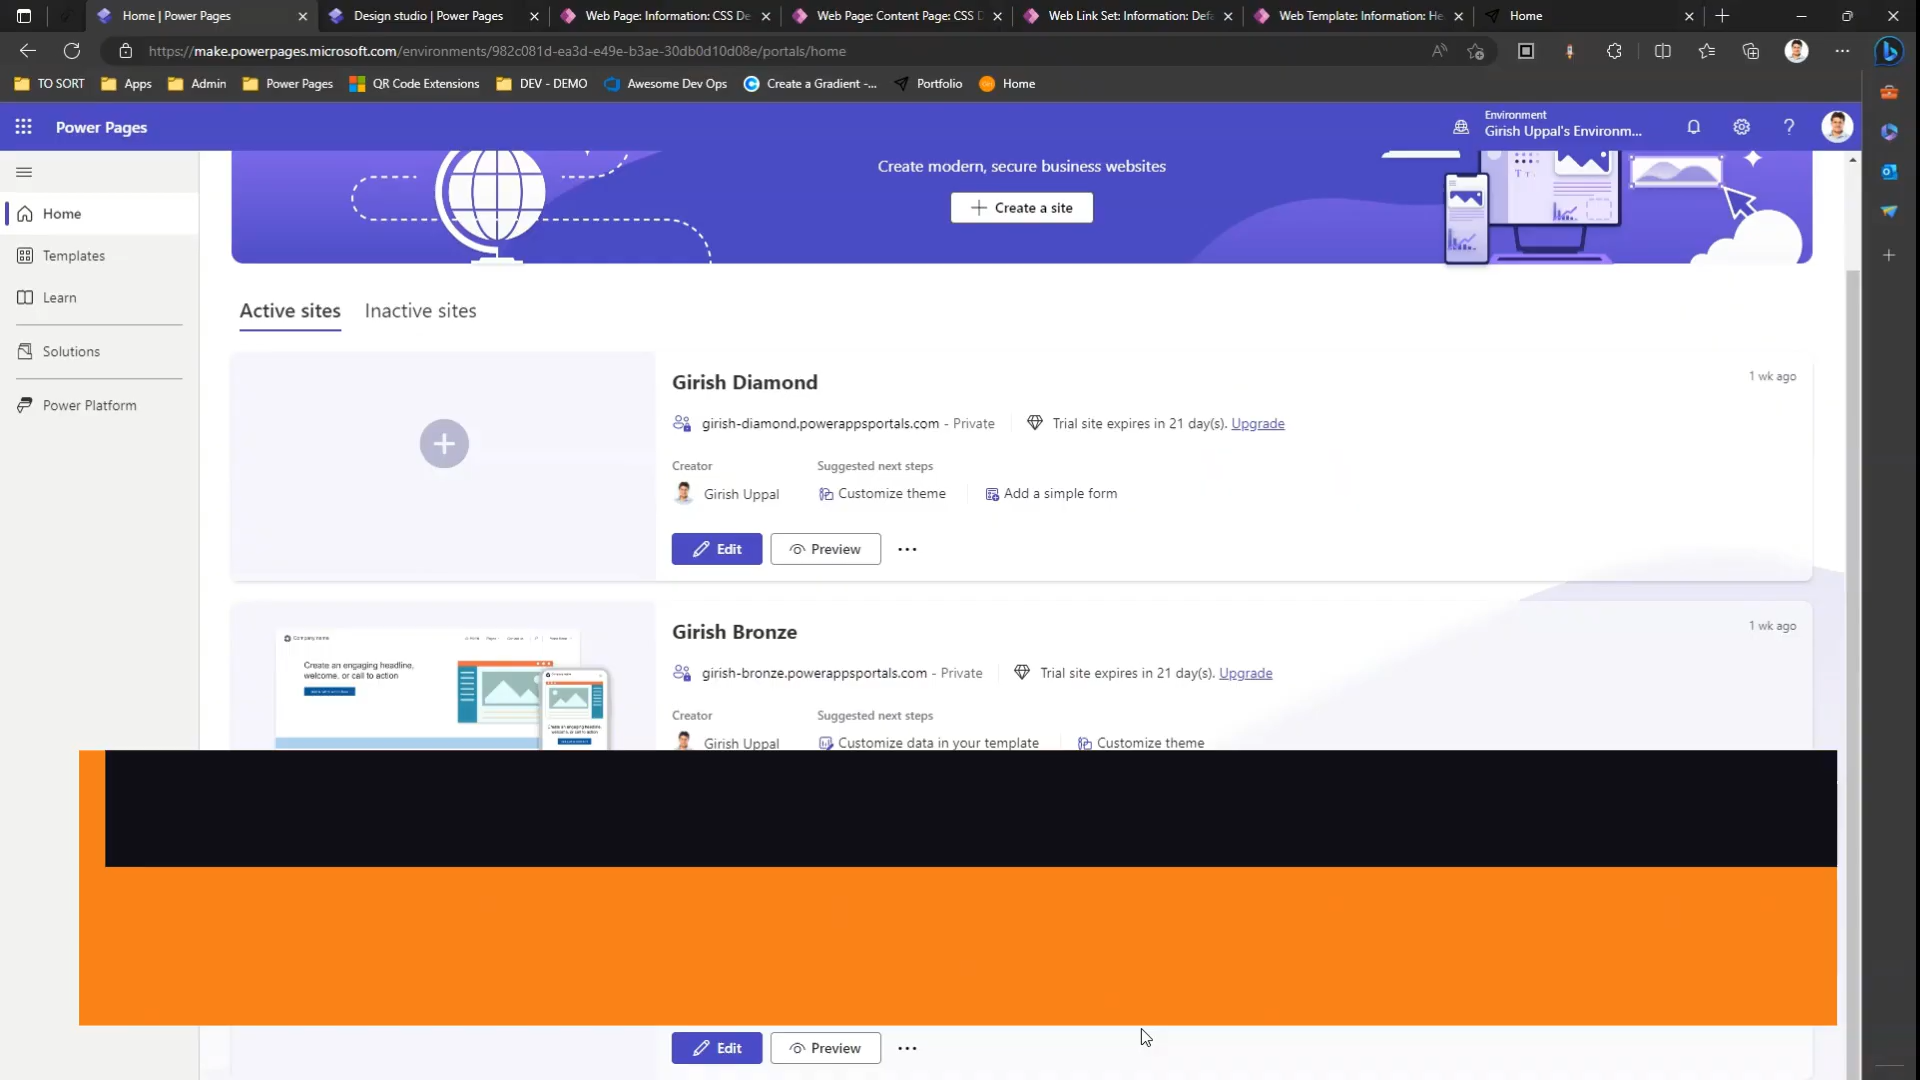 Home | Power Pages
Design studio | Power Pages
Web Page: Information: CSS De
Web Page: Content Page: CSS D
Web Link Set: Information: Defa
Web Template: Information: He
Home
https://make.powerpages.microsoft.com/environments/982c081d-ea3d-e49e-b3ae-30db0d10d08e/portals/home
TO SORT
Apps
Admin
Power Pages
QR Code Extensions
DEV - DEMO
Awesome Dev Ops
Create a Gradient -...
Portfolio
Home
Power Pages
Environment
Girish Uppal's Environm...
Home
Templates
Learn
Solutions
Power Platform
Create modern, secure business websites
Create a site
Active sites
Inactive sites
Girish Diamond
1 wk ago
girish-diamond.powerappsportals.com - Private
Trial site expires in 21 day(s). Upgrade
Creator
Suggested next steps
Girish Uppal
Customize theme
Add a simple form
Edit
Preview
Girish Bronze
1 wk ago
girish-bronze.powerappsportals.com - Private
Trial site expires in 21 day(s). Upgrade
Creator
Suggested next steps
Girish Uppal
Customize data in your template
Customize theme
Company name
Create an engaging headline,
welcome, or call to action
Edit
Preview